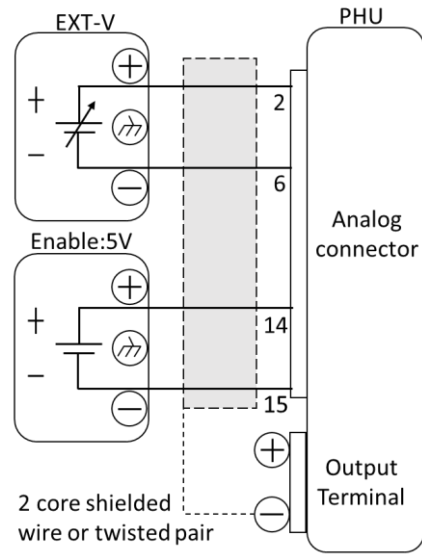 EXT-V
PHU
+
+
−
−
2
6
Analog
connector
Enable:5V
+
+
−
−
14
15
+
−
Output
Terminal
2 core shielded
wire or twisted pair